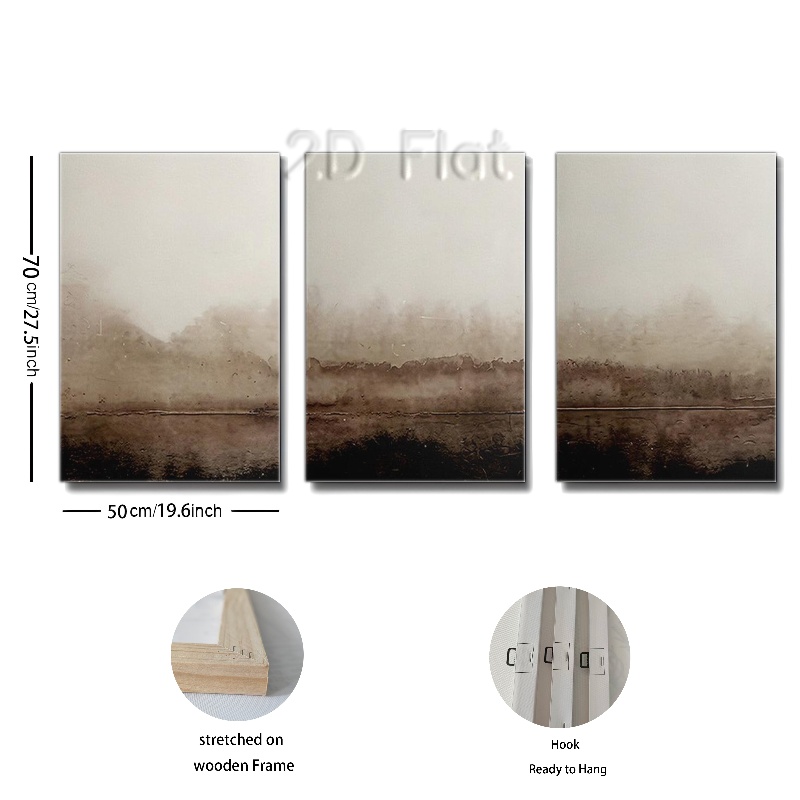 2D Flat
70 cm/27.5inch
50cm/19.6inch
stretched on
wooden Frame
Hook
Ready to Hang